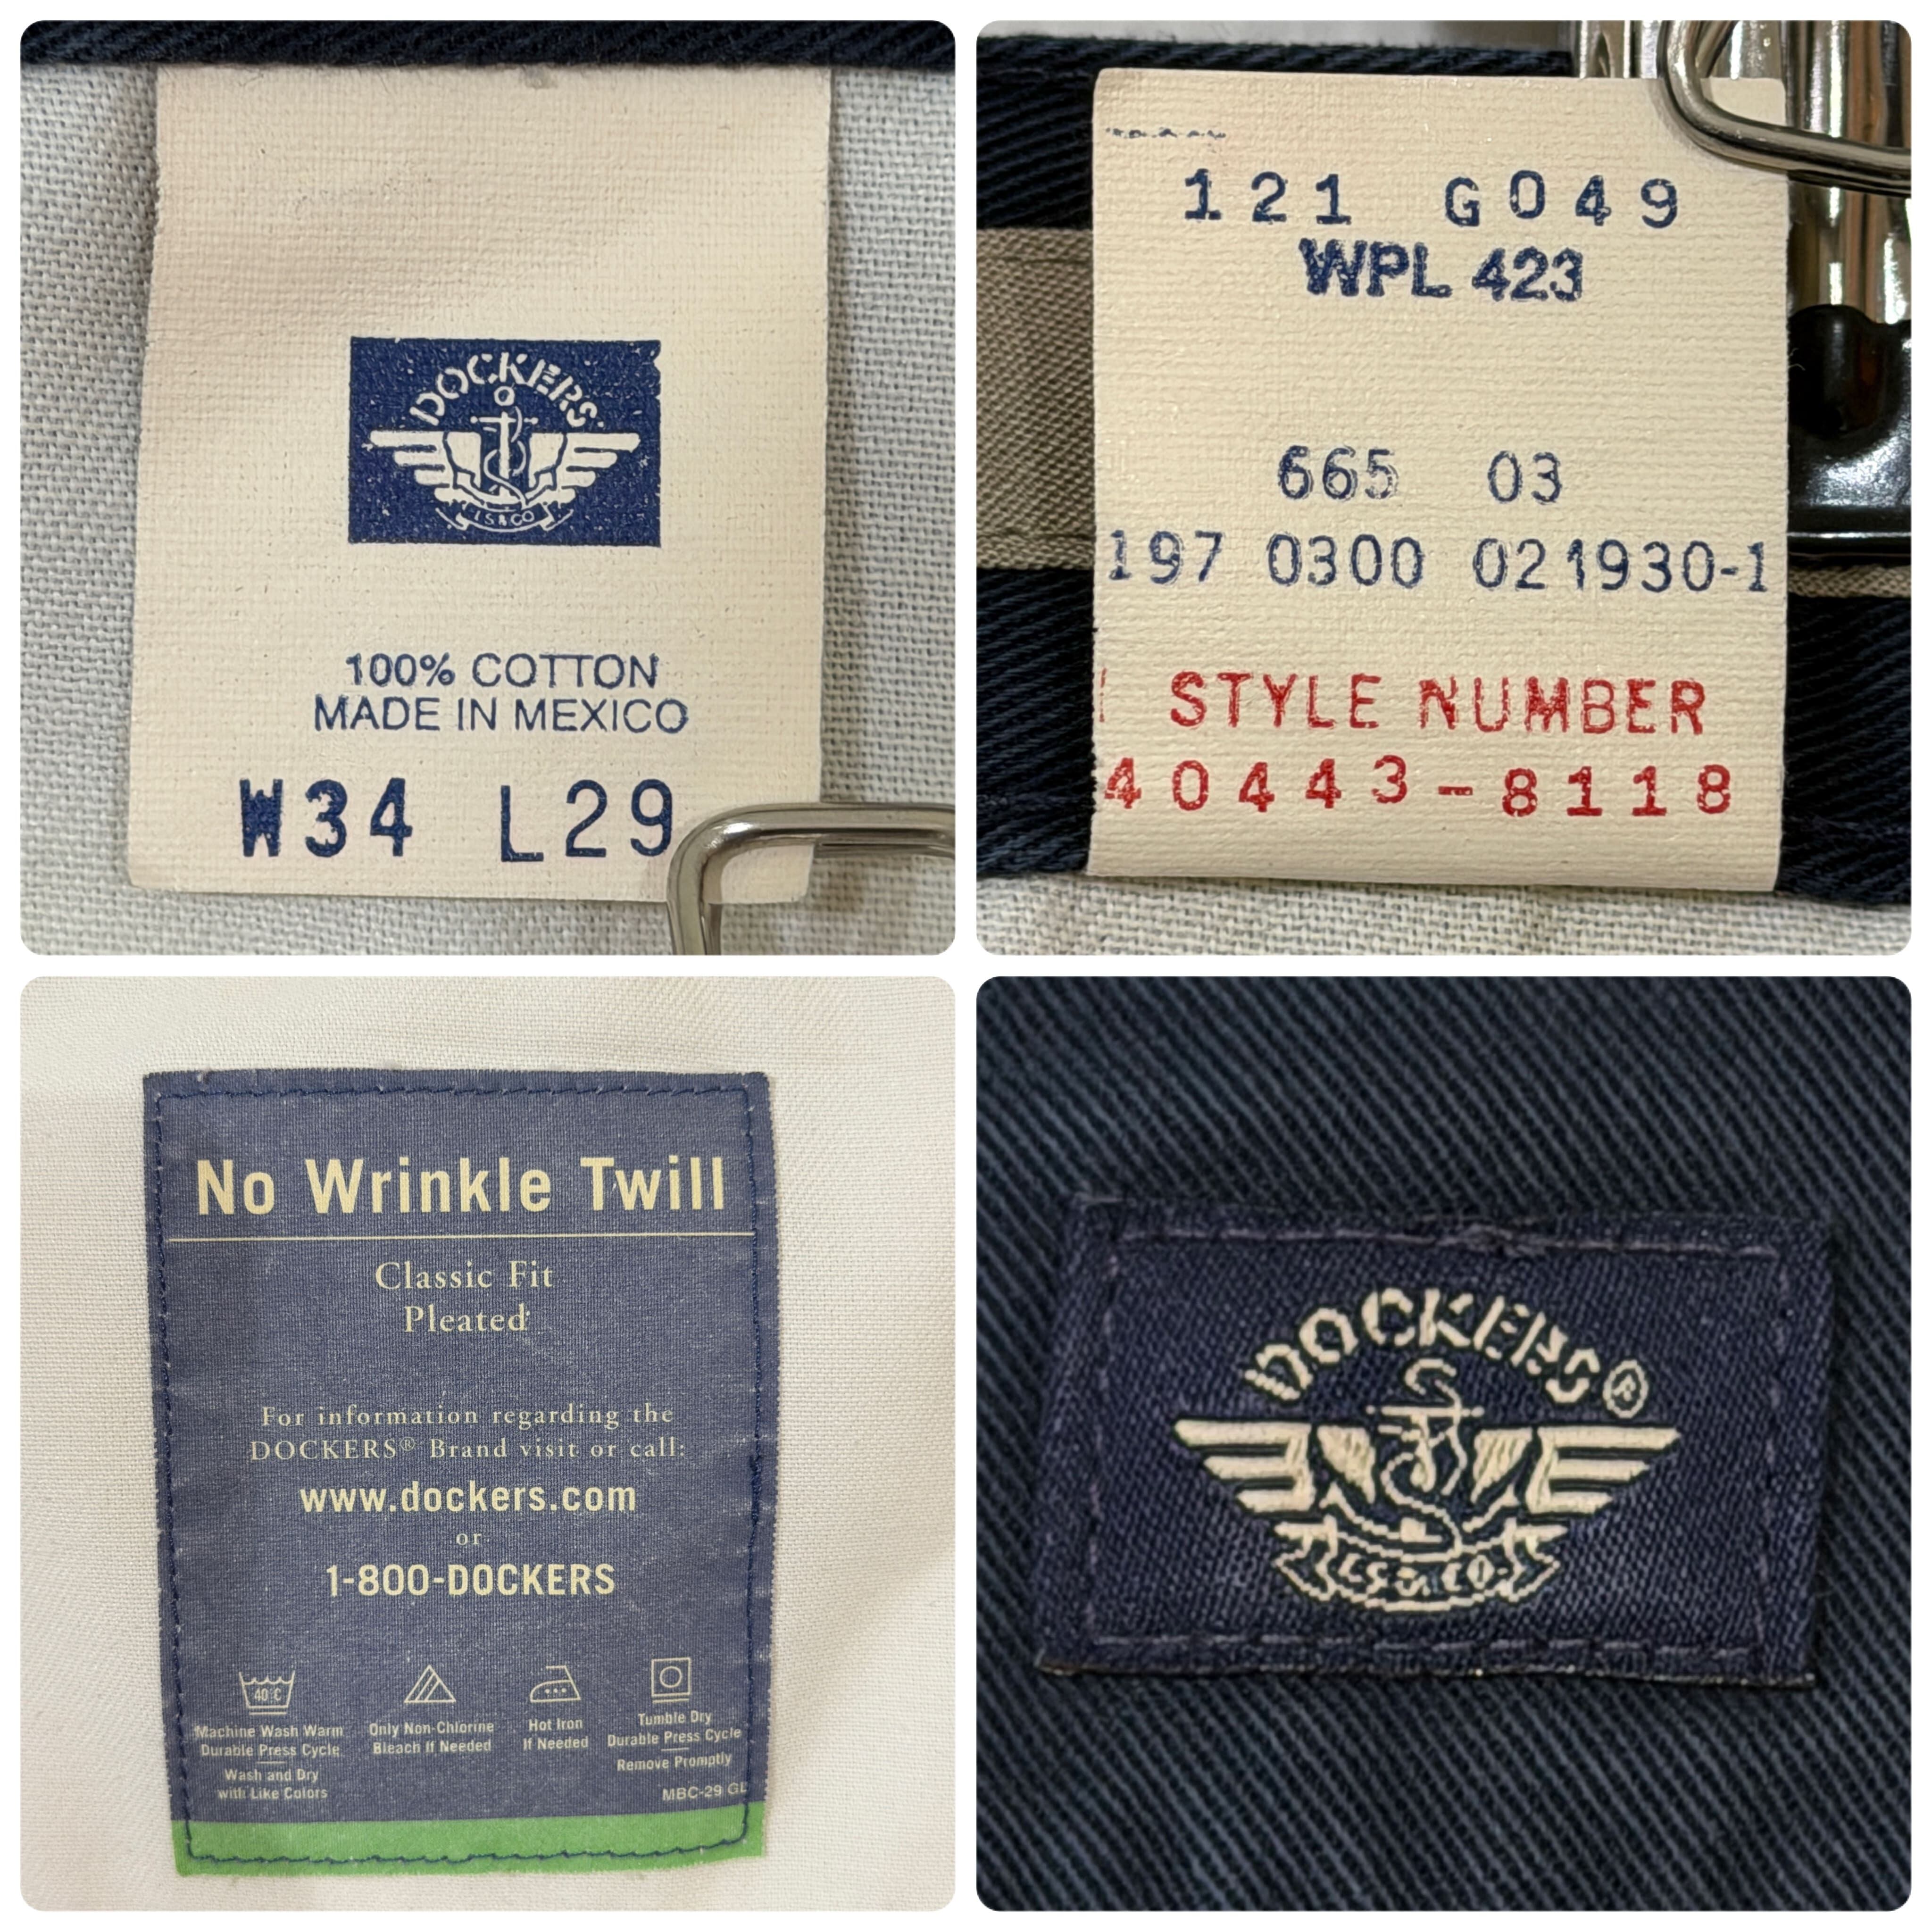 DOCKERS
LS&CO
100% COTTON
MADE IN MEXICO
W34 L29
121 G049
WPL 423
665 03
197 0300 021930-1
STYLE NUMBER
40443-8118
No Wrinkle Twill
Classic Fit
Pleated
For information regarding the
DOCKERS® Brand visit or call:
www.dockers.com
or
1-800-DOCKERS
40°C
Machine Wash Warm
Durable Press Cycle
Wash and Dry
with Like Colors
Only Non-Chlorine
Bleach If Needed
Hot Iron
If Needed
Tumble Dry
Durable Press Cycle
Remove Promptly
MBC-29 GL
DOCKERS®
LS&CO.